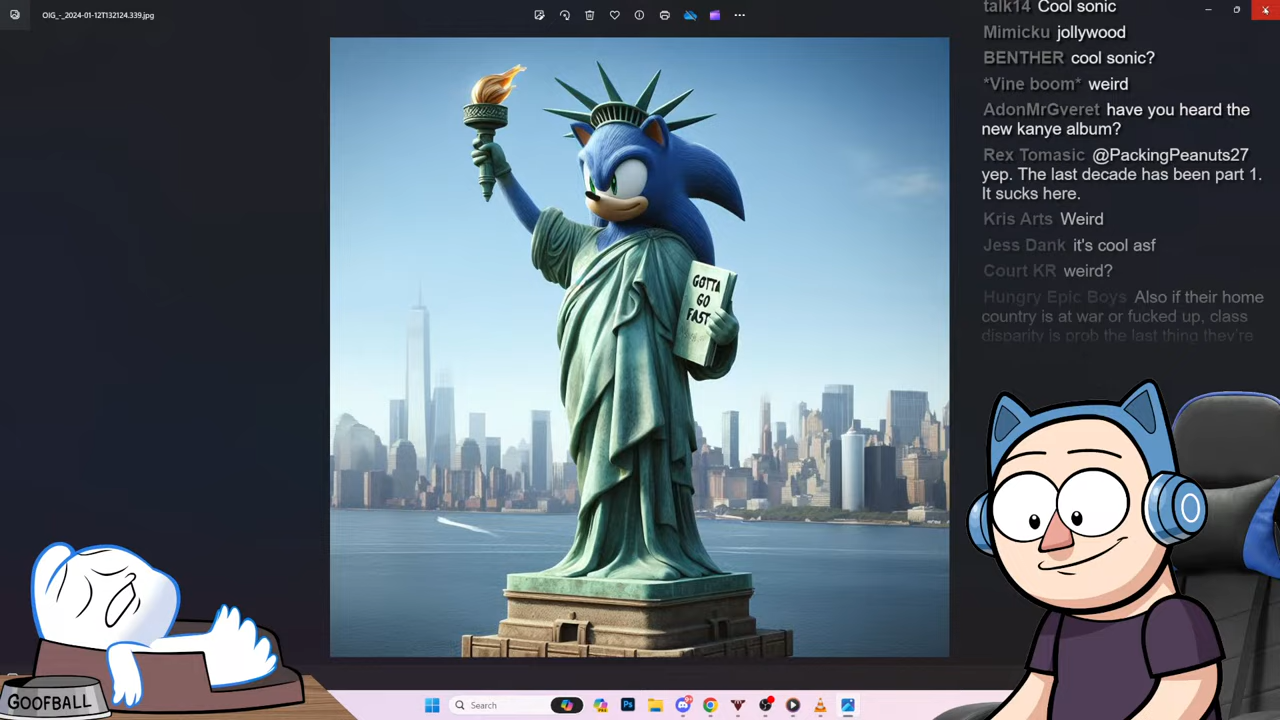 OIG_-_2024-01-12T132124.339.jpg
talk14 Cool sonic
Mimicku jollywood
BENTHER cool sonic?
*Vine boom* weird
AdonMrGveret have you heard the
new kanye album?
Rex Tomasic @PackingPeanuts27
yep. The last decade has been part 1.
It sucks here.
Kris Arts Weird
Jess Dank it's cool asf
Court KR weird?
Hungry Epic Boys Also if their home
country is at war or fucked up, class
disparity is prob the last thing they're
GOTTA
GO
FAST
GOOFBALL
Search
Ps